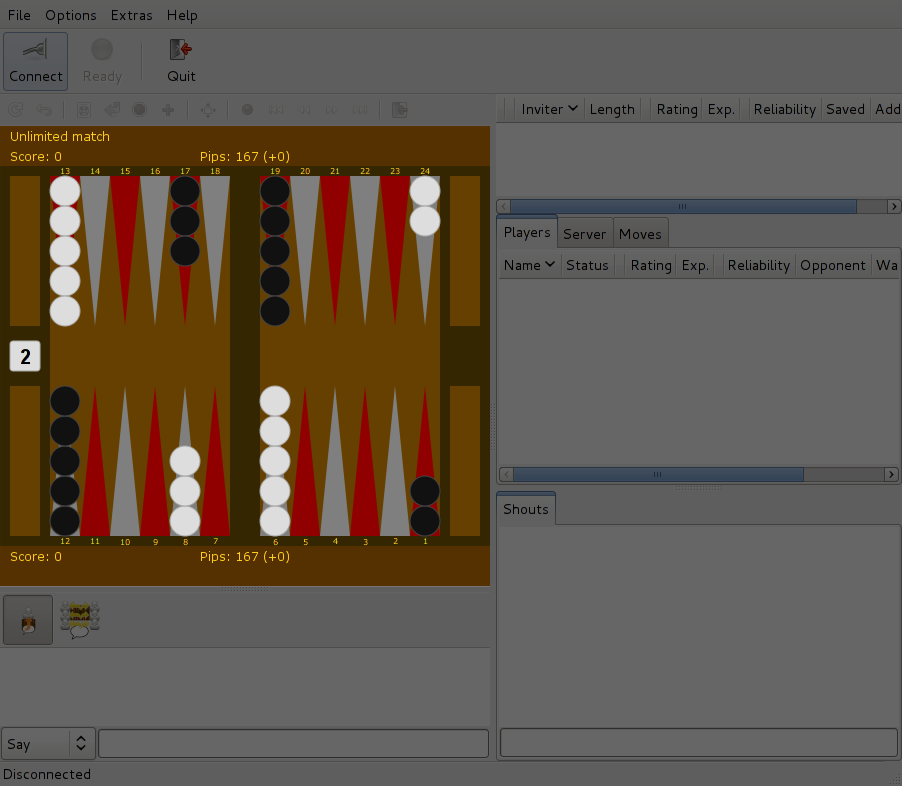 File Options Extras Help
Connect Ready Quit
Inviter Length Rating Exp. Reliability Saved Add
Unlimited match
Score: 0 Pips: 167 (+0)
13 14 15 16 17 18 19 20 21 22 23 24
Players Server Moves
Name Status Rating Exp. Reliability Opponent Wa
2
12 11 10 9 8 7 6 5 4 3 2 1
Score: 0 Pips: 167 (+0)
Shouts
Say
Disconnected